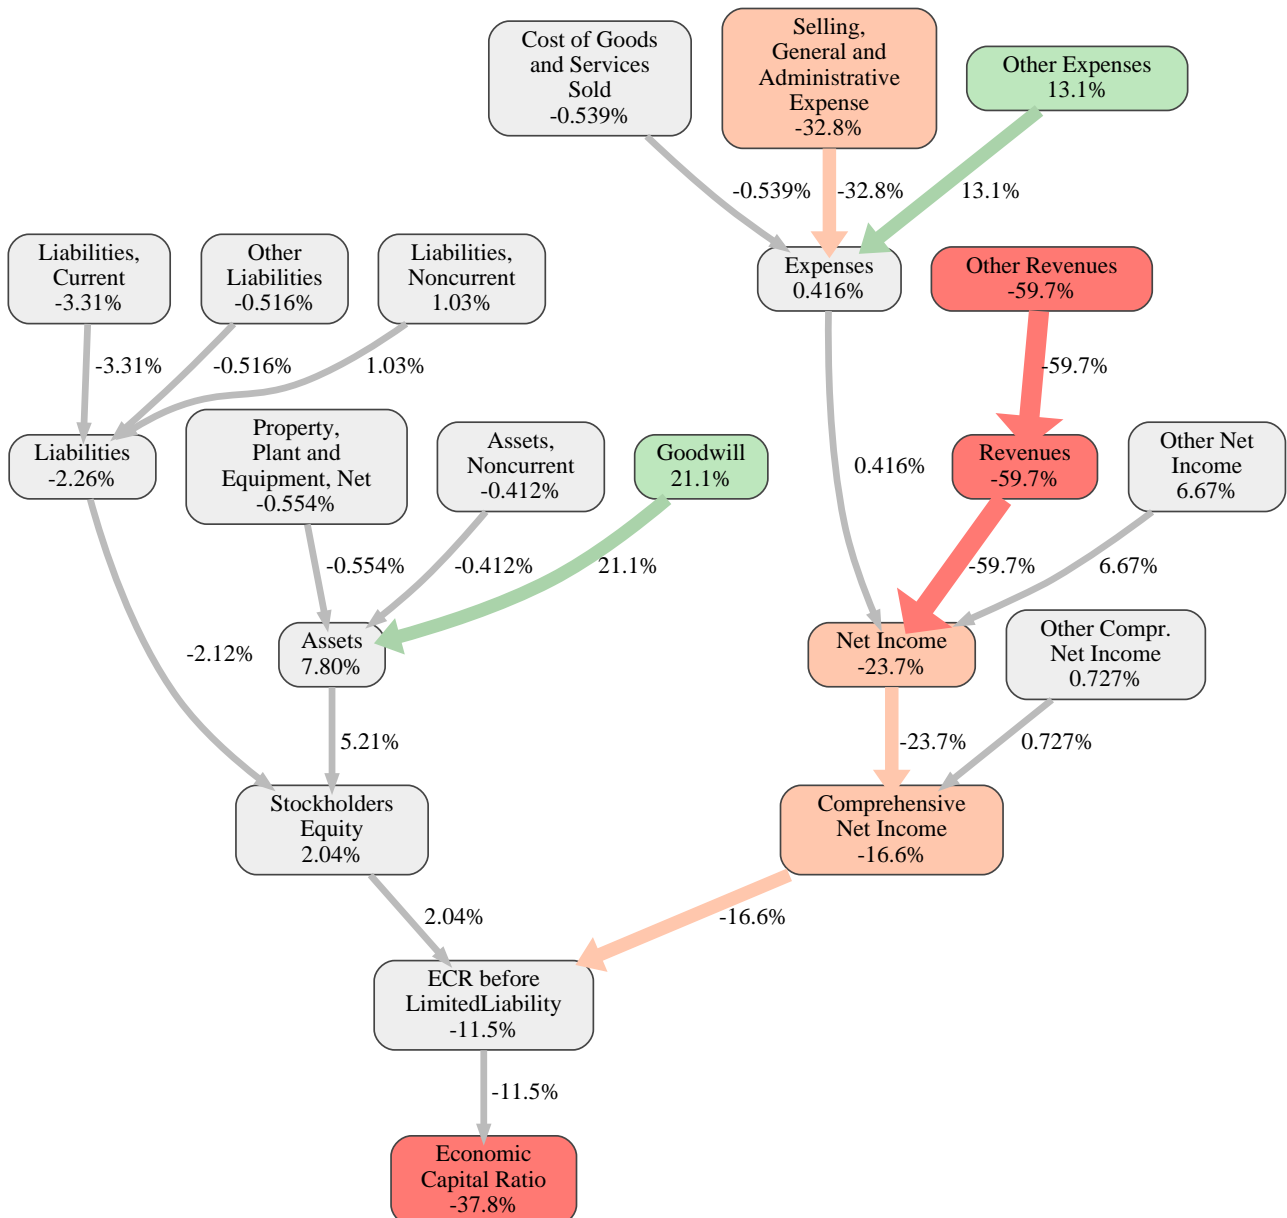 Cost of Goods
and Services
Sold
-0.539%
Selling,
General and
Administrative
Expense
-32.8%
Other Expenses
13.1%
-0.539%
-32.8%
13.1%
Liabilities,
Current
-3.31%
Other
Liabilities
-0.516%
Liabilities,
Noncurrent
1.03%
Expenses
0.416%
Other Revenues
-59.7%
-3.31%
-0.516%
1.03%
-59.7%
Liabilities
-2.26%
Property,
Plant and
Equipment, Net
-0.554%
Assets,
Noncurrent
-0.412%
Goodwill
21.1%
0.416%
Revenues
-59.7%
Other Net
Income
6.67%
-0.554%
-0.412%
21.1%
-59.7%
6.67%
-2.12%
Assets
7.80%
Net Income
-23.7%
Other Compr.
Net Income
0.727%
5.21%
-23.7%
0.727%
Stockholders
Equity
2.04%
Comprehensive
Net Income
-16.6%
2.04%
-16.6%
ECR before
LimitedLiability
-11.5%
-11.5%
Economic
Capital Ratio
-37.8%